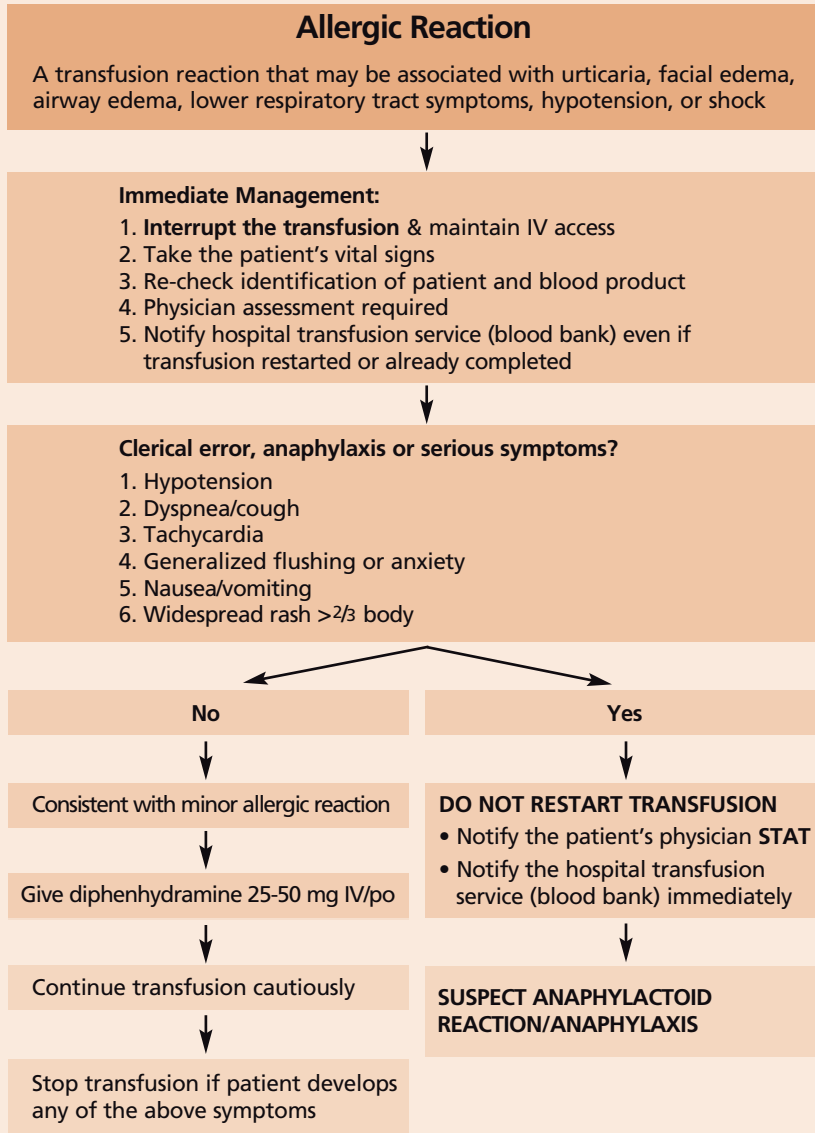 Allergic Reaction
A transfusion reaction that may be associated with urticaria, facial edema,
airway edema, lower respiratory tract symptoms, hypotension, or shock
Immediate Management:
1. Interrupt the transfusion & maintain IV access
2. Take the patient’s vital signs
3. Re-check identification of patient and blood product
4. Physician assessment required
5. Notify hospital transfusion service (blood bank) even if
transfusion restarted or already completed
Clerical error, anaphylaxis or serious symptoms?
1. Hypotension
2. Dyspnea/cough
3. Tachycardia
4. Generalized flushing or anxiety
5. Nausea/vomiting
6. Widespread rash >2/3 body
No
Consistent with minor allergic reaction
Give diphenhydramine 25-50 mg IV/po
Continue transfusion cautiously
Stop transfusion if patient develops
any of the above symptoms
Yes
DO NOT RESTART TRANSFUSION
• Notify the patient’s physician STAT
• Notify the hospital transfusion
service (blood bank) immediately
SUSPECT ANAPHYLACTOID
REACTION/ANAPHYLAXIS